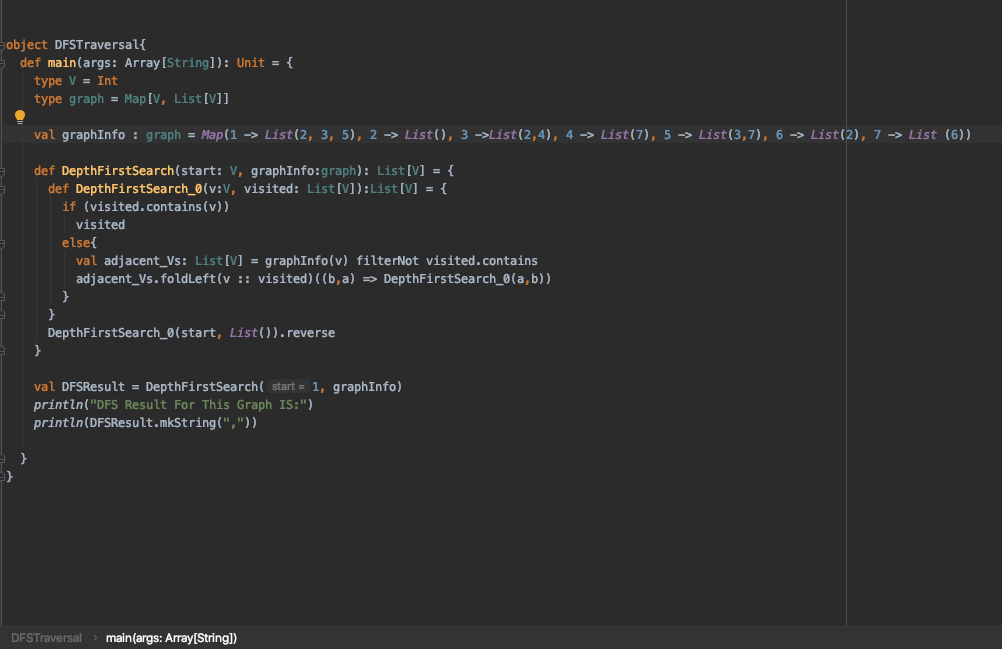 object DFSTraversal{
  def main(args: Array[String]): Unit = {
    type V = Int
    type graph = Map[V, List[V]]
    val graphInfo : graph = Map(1 -> List(2, 3, 5), 2 -> List(), 3 ->List(2,4), 4 -> List(7), 5 -> List(3,7), 6 -> List(2), 7 -> List (6))
    def DepthFirstSearch(start: V, graphInfo:graph): List[V] = {
      def DepthFirstSearch_0(v:V, visited: List[V]):List[V] = {
        if (visited.contains(v))
          visited
        else{
          val adjacent_Vs: List[V] = graphInfo(v) filterNot visited.contains
          adjacent_Vs.foldLeft(v :: visited)((b,a) => DepthFirstSearch_0(a,b))
        }
      }
      DepthFirstSearch_0(start, List()).reverse
    }
    val DFSResult = DepthFirstSearch( start = 1, graphInfo)
    println("DFS Result For This Graph IS:")
    println(DFSResult.mkString(","))
  }
}
DFSTraversal › main(args: Array[String])